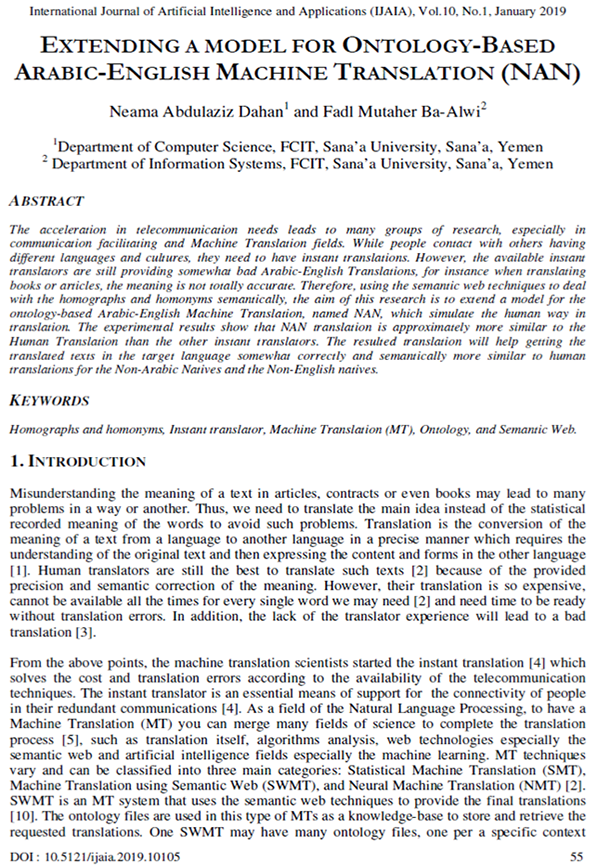 International Journal of Artificial Intelligence and Applications (IJAIA), Vol.10, No.1, January 2019
EXTENDING A MODEL FOR ONTOLOGY-BASED
ARABIC-ENGLISH MACHINE TRANSLATION (NAN)
Neama Abdulaziz Dahan1 and Fadl Mutaher Ba-Alwi2
1Department of Computer Science, FCIT, Sana'a University, Sana'a, Yemen
2 Department of Information Systems, FCIT, Sana'a University, Sana'a, Yemen
ABSTRACT
The acceleration in telecommunication needs leads to many groups of research, especially in
communication facilitating and Machine Translation fields. While people contact with others having
different languages and cultures, they need to have instant translations. However, the available instant
translators are still providing somewhat bad Arabic-English Translations, for instance when translating
books or articles, the meaning is not totally accurate. Therefore, using the semantic web techniques to deal
with the homographs and homonyms semantically, the aim of this research is to extend a model for the
ontology-based Arabic-English Machine Translation, named NAN, which simulate the human way in
translation. The experimental results show that NAN translation is approximately more similar to the
Human Translation than the other instant translators. The resulted translation will help getting the
translated texts in the target language somewhat correctly and semantically more similar to human
translations for the Non-Arabic Natives and the Non-English natives.
KEYWORDS
Homographs and homonyms, Instant translator, Machine Translation (MT), Ontology, and Semantic Web.
1. INTRODUCTION
Misunderstanding the meaning of a text in articles, contracts or even books may lead to many
problems in a way or another. Thus, we need to translate the main idea instead of the statistical
recorded meaning of the words to avoid such problems. Translation is the conversion of the
meaning of a text from a language to another language in a precise manner which requires the
understanding of the original text and then expressing the content and forms in the other language
[1]. Human translators are still the best to translate such texts [2] because of the provided
precision and semantic correction of the meaning. However, their translation is so expensive,
cannot be available all the times for every single word we may need [2] and need time to be ready
without translation errors. In addition, the lack of the translator experience will lead to a bad
translation [3].
From the above points, the machine translation scientists started the instant translation [4] which
solves the cost and translation errors according to the availability of the telecommunication
techniques. The instant translator is an essential means of support for the connectivity of people
in their redundant communications [4]. As a field of the Natural Language Processing, to have a
Machine Translation (MT) you can merge many fields of science to complete the translation
process [5], such as translation itself, algorithms analysis, web technologies especially the
semantic web and artificial intelligence fields especially the machine learning. MT techniques
vary and can be classified into three main categories: Statistical Machine Translation (SMT),
Machine Translation using Semantic Web (SWMT), and Neural Machine Translation (NMT) [2].
SWMT is an MT system that uses the semantic web techniques to provide the final translations
[10]. The ontology files are used in this type of MTs as a knowledge-base to store and retrieve the
requested translations. One SWMT may have many ontology files, one per a specific context
DOI : 10.5121/ijaia.2019.10105 55